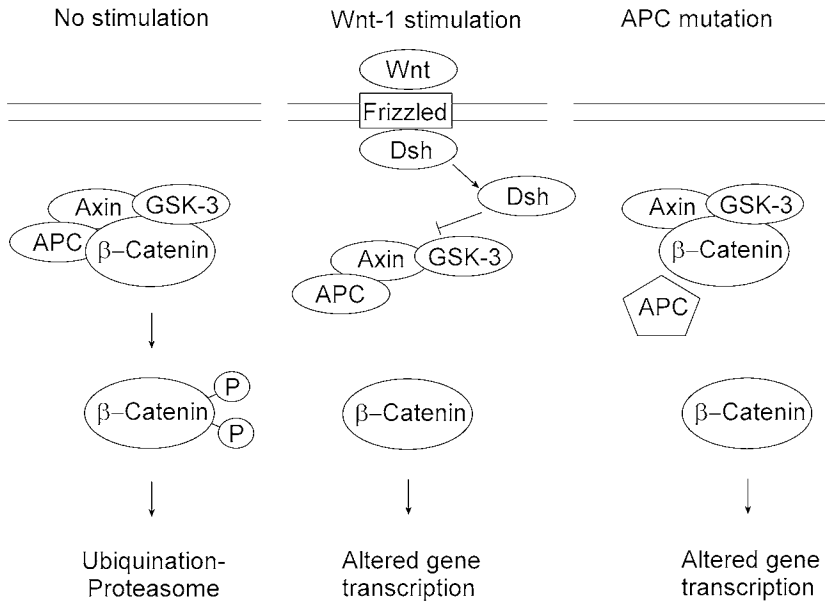 No stimulation
Wnt-1 stimulation
APC mutation
Wnt
Frizzled
Dsh
Dsh
Axin
GSK-3
APC
β–Catenin
Axin
GSK-3
APC
Axin
GSK-3
β–Catenin
APC
β–Catenin
P
P
β–Catenin
β–Catenin
Ubiquination-
Proteasome
Altered gene
transcription
Altered gene
transcription